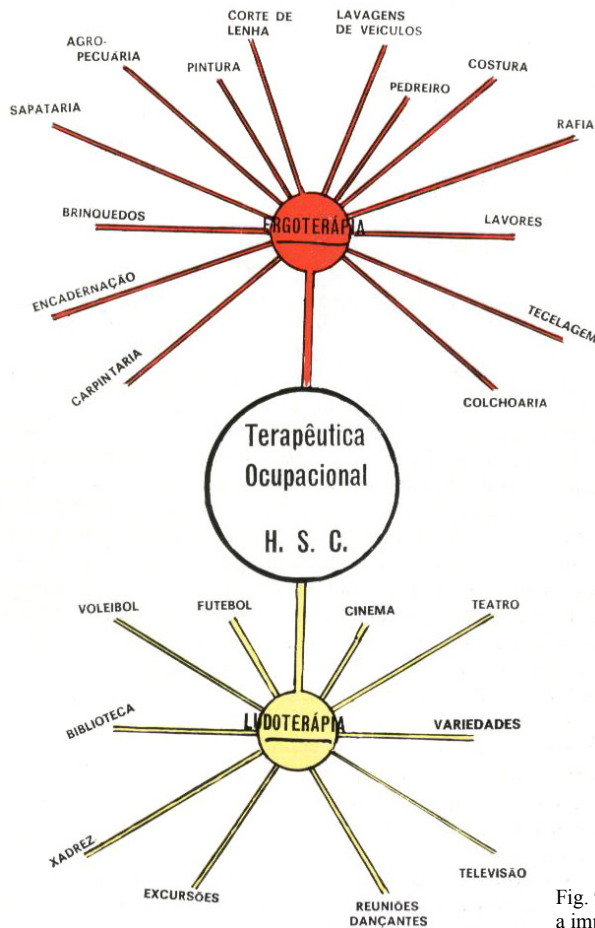 CORTE DE
LENHA
LAVAGENS
DE VEICULOS
AGRO-
PECUÁRIA
PINTURA
COSTURA
PEDREIRO
SAPATARIA
RAFIA
BRINQUEDOS
ERGOTERÁPIA
LAVORES
ENCADERNAÇÃO
TECELAGEM
CARPINTARIA
COLCHOARIA
Terapêutica
Ocupacional
H. S. C.
VOLEIBOL
FUTEBOL
CINEMA
TEATRO
BIBLIOTECA
LUDOTERÁPIA
VARIEDADES
XADREZ
EXCURSÕES
REUNIÕES
DANÇANTES
TELEVISÃO
Fig.
a